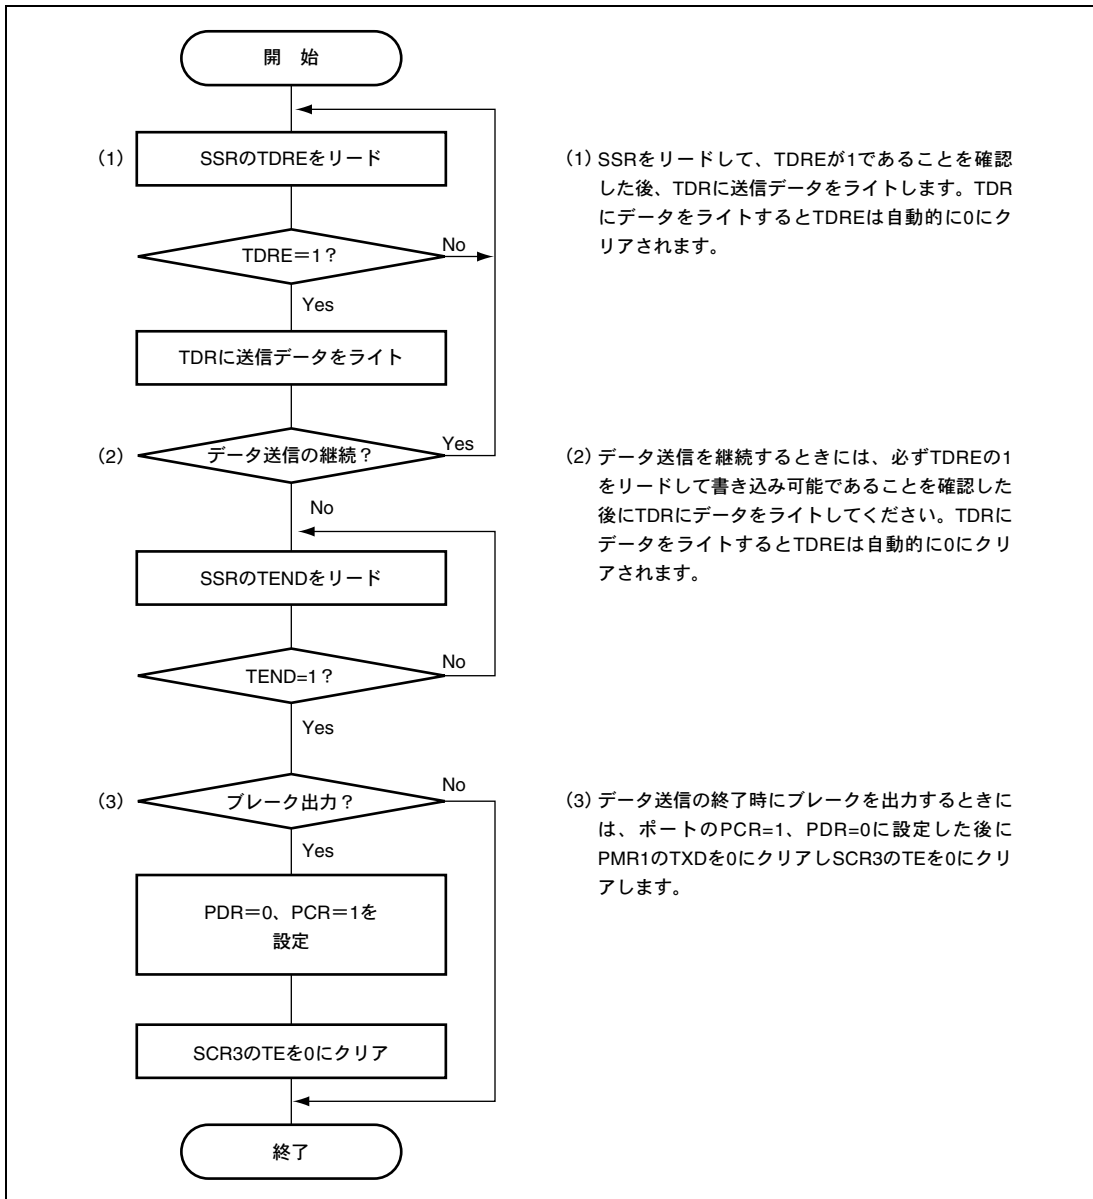 開　始
(1)
SSRのTDREをリード
TDRE＝1？
No
Yes
TDRに送信データをライト
(2)
データ送信の継続？
Yes
No
SSRのTENDをリード
TEND=1？
No
Yes
(3)
ブレーク出力？
No
Yes
PDR＝0、PCR＝1を
設定
SCR3のTEを0にクリア
終了
(1) SSRをリードして、TDREが1であることを確認
した後、TDRに送信データをライトします。TDR
にデータをライトするとTDREは自動的に0にク
リアされます。
(2) データ送信を継続するときには、必ずTDREの1
をリードして書き込み可能であることを確認した
後にTDRにデータをライトしてください。TDRに
データをライトするとTDREは自動的に0にクリ
アされます。
(3) データ送信の終了時にブレークを出力するときに
は、ポートのPCR=1、PDR=0に設定した後に
PMR1のTXDを0にクリアしSCR3のTEを0にクリ
アします。